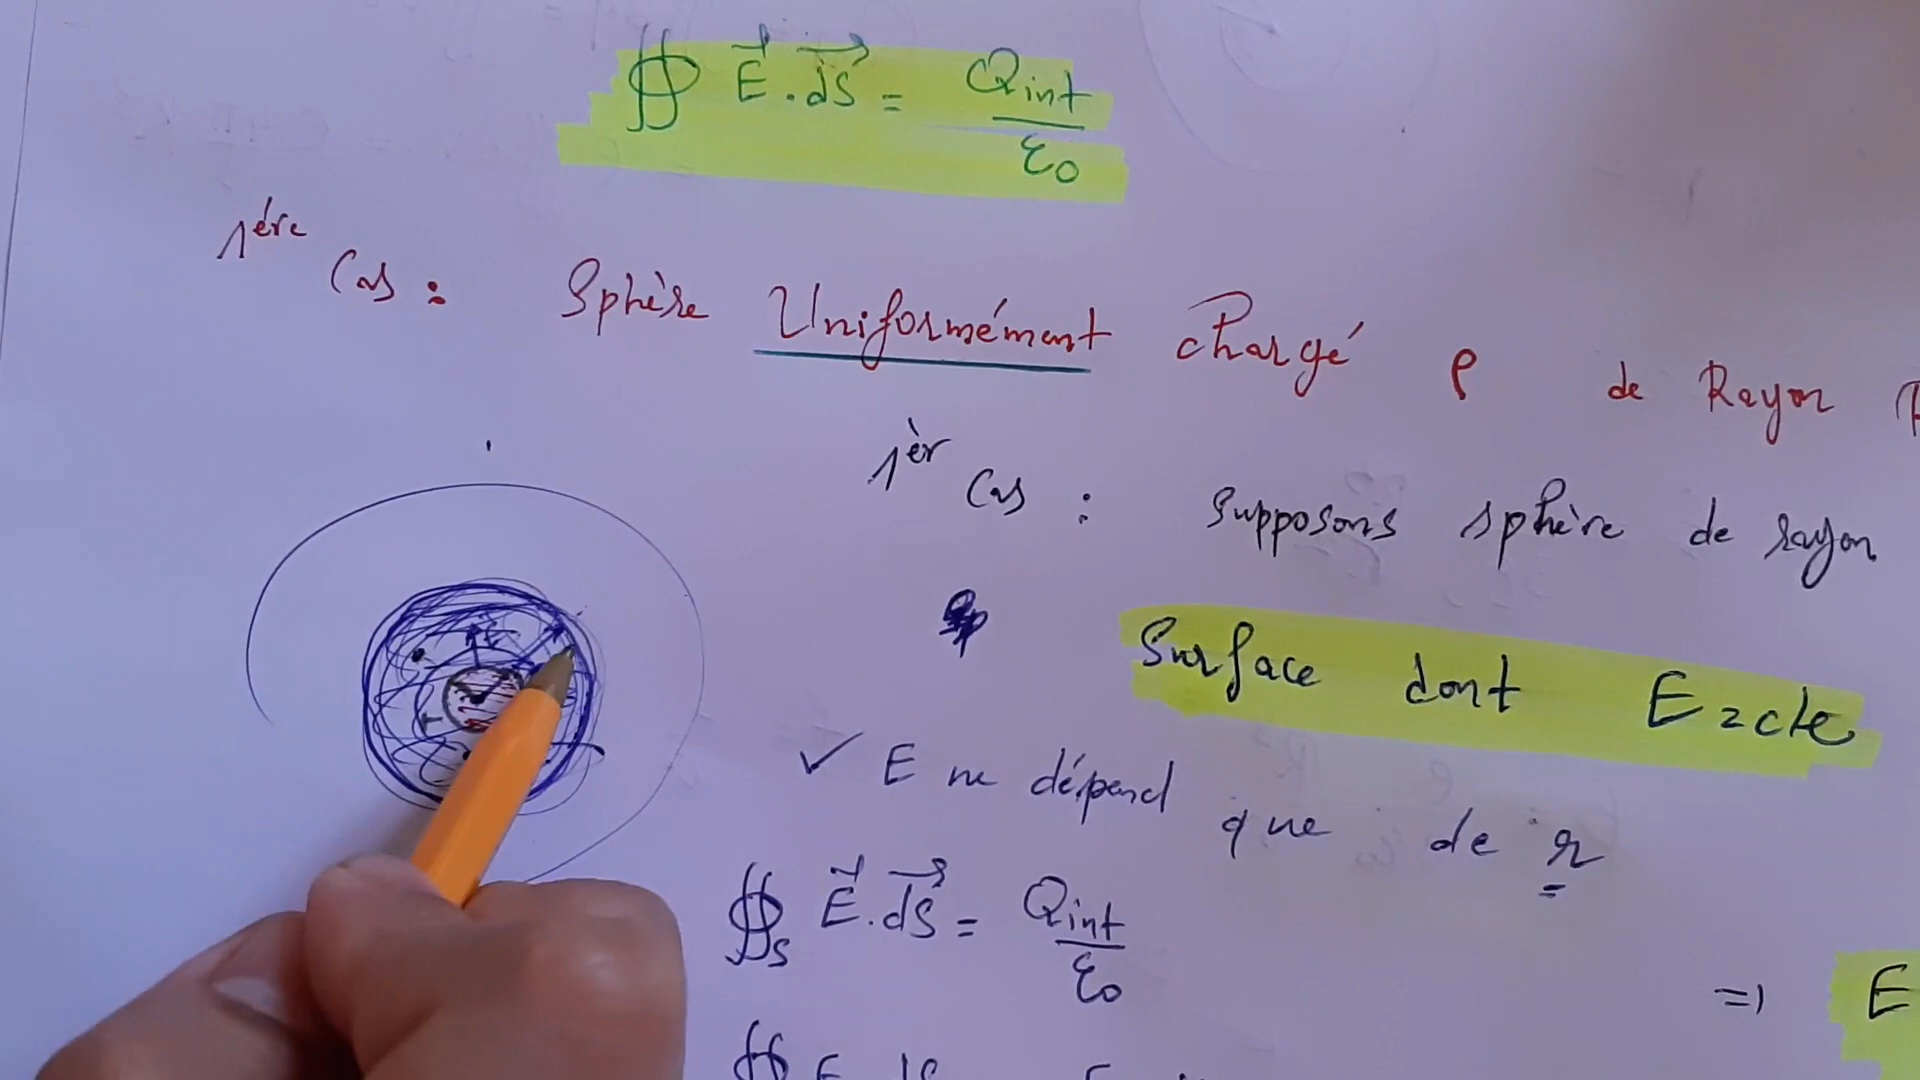 ∯ E⃗.dS⃗ = Qint/ε0
1ére Cas : Sphère Uniformément chargé ρ de Rayon
1èr Cas : supposons sphère de rayon
Surface dont E=cte
✓ E ne dépend que de r
∯S E⃗.dS⃗ = Qint/ε0
=> E